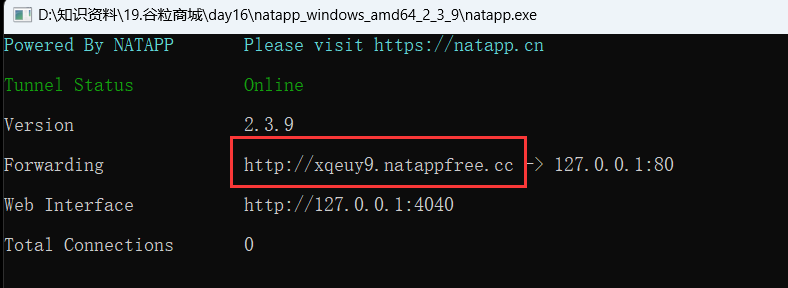 D:\知识资料\19.谷粒商城\day16\natapp_windows_amd64_2_3_9\natapp.exe
Powered By NATAPP Please visit https://natapp.cn
Tunnel Status Online
Version 2.3.9
Forwarding http://xqeuy9.natappfree.cc -> 127.0.0.1:80
Web Interface http://127.0.0.1:4040
Total Connections 0